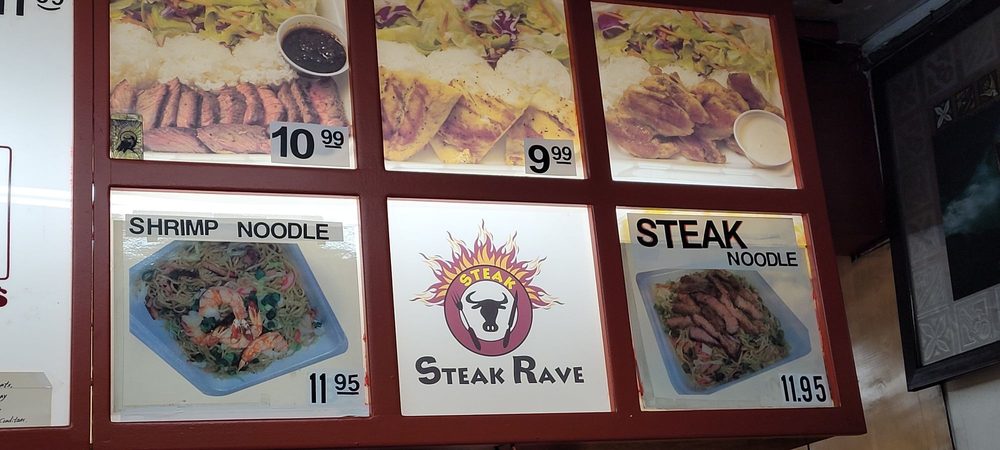 10 99
9 99
SHRIMP NOODLE
11 95
STEAK
STEAK RAVE
STEAK
NOODLE
11.95